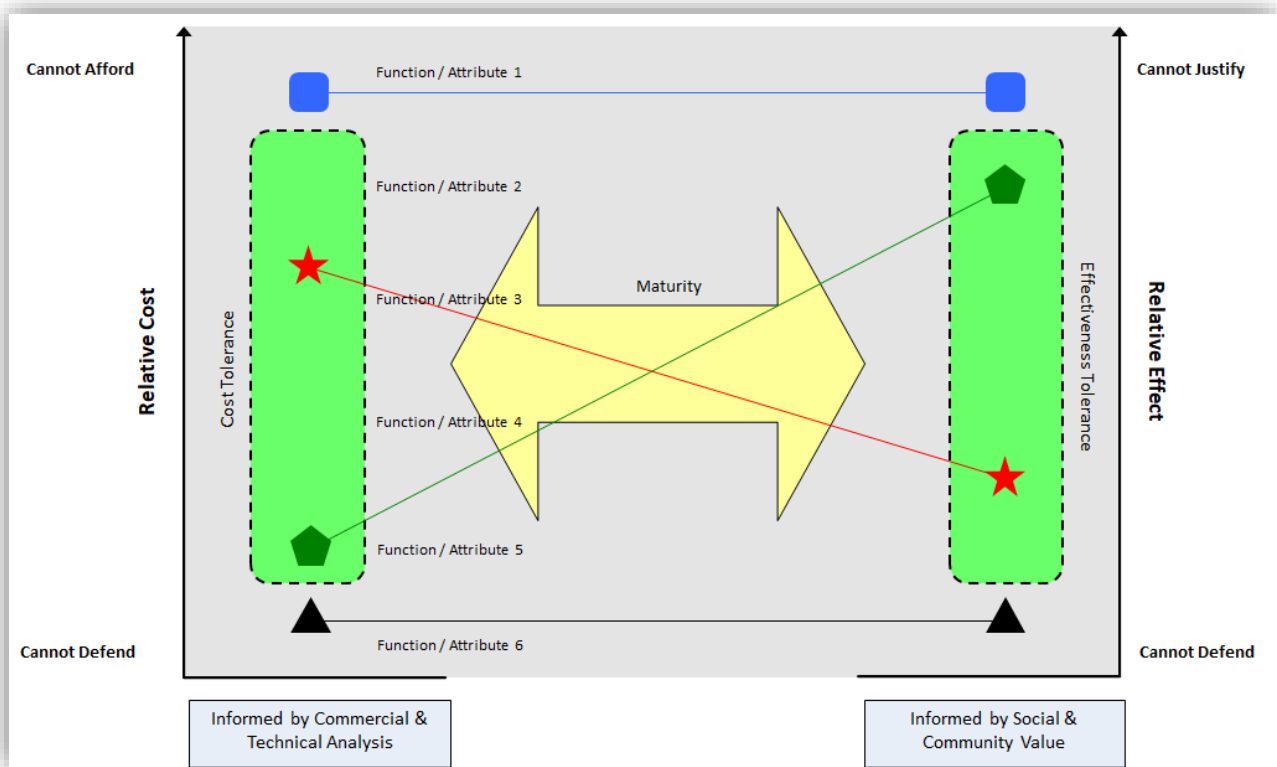 Cannot Afford
Function / Attribute 1
Cannot Justify
Function / Attribute 2
Relative Cost
Cost Tolerance
Function / Attribute 3
Maturity
Effectiveness Tolerance
Relative Effect
Function / Attribute 4
Function / Attribute 5
Function / Attribute 6
Cannot Defend
Cannot Defend
Informed by Commercial &
Technical Analysis
Informed by Social &
Community Value